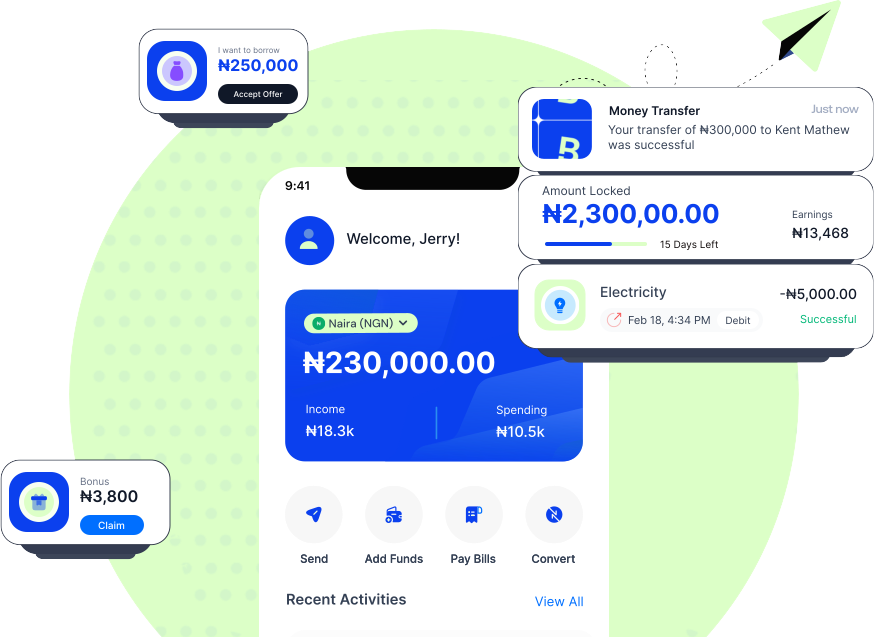 I want to borrow
₦250,000
Accept Offer
Money Transfer
Just now
Your transfer of ₦300,000 to Kent Mathew
was successful
B
Amount Locked
₦2,300,00.00
15 Days Left
Earnings
₦13,468
Electricity
-₦5,000.00
Feb 18, 4:34 PM
Debit
Successful
9:41
Welcome, Jerry!
Naira (NGN)
₦230,000.00
Income
₦18.3k
Spending
₦10.5k
Bonus
₦3,800
Claim
Send
Add Funds
Pay Bills
Convert
Recent Activities
View All